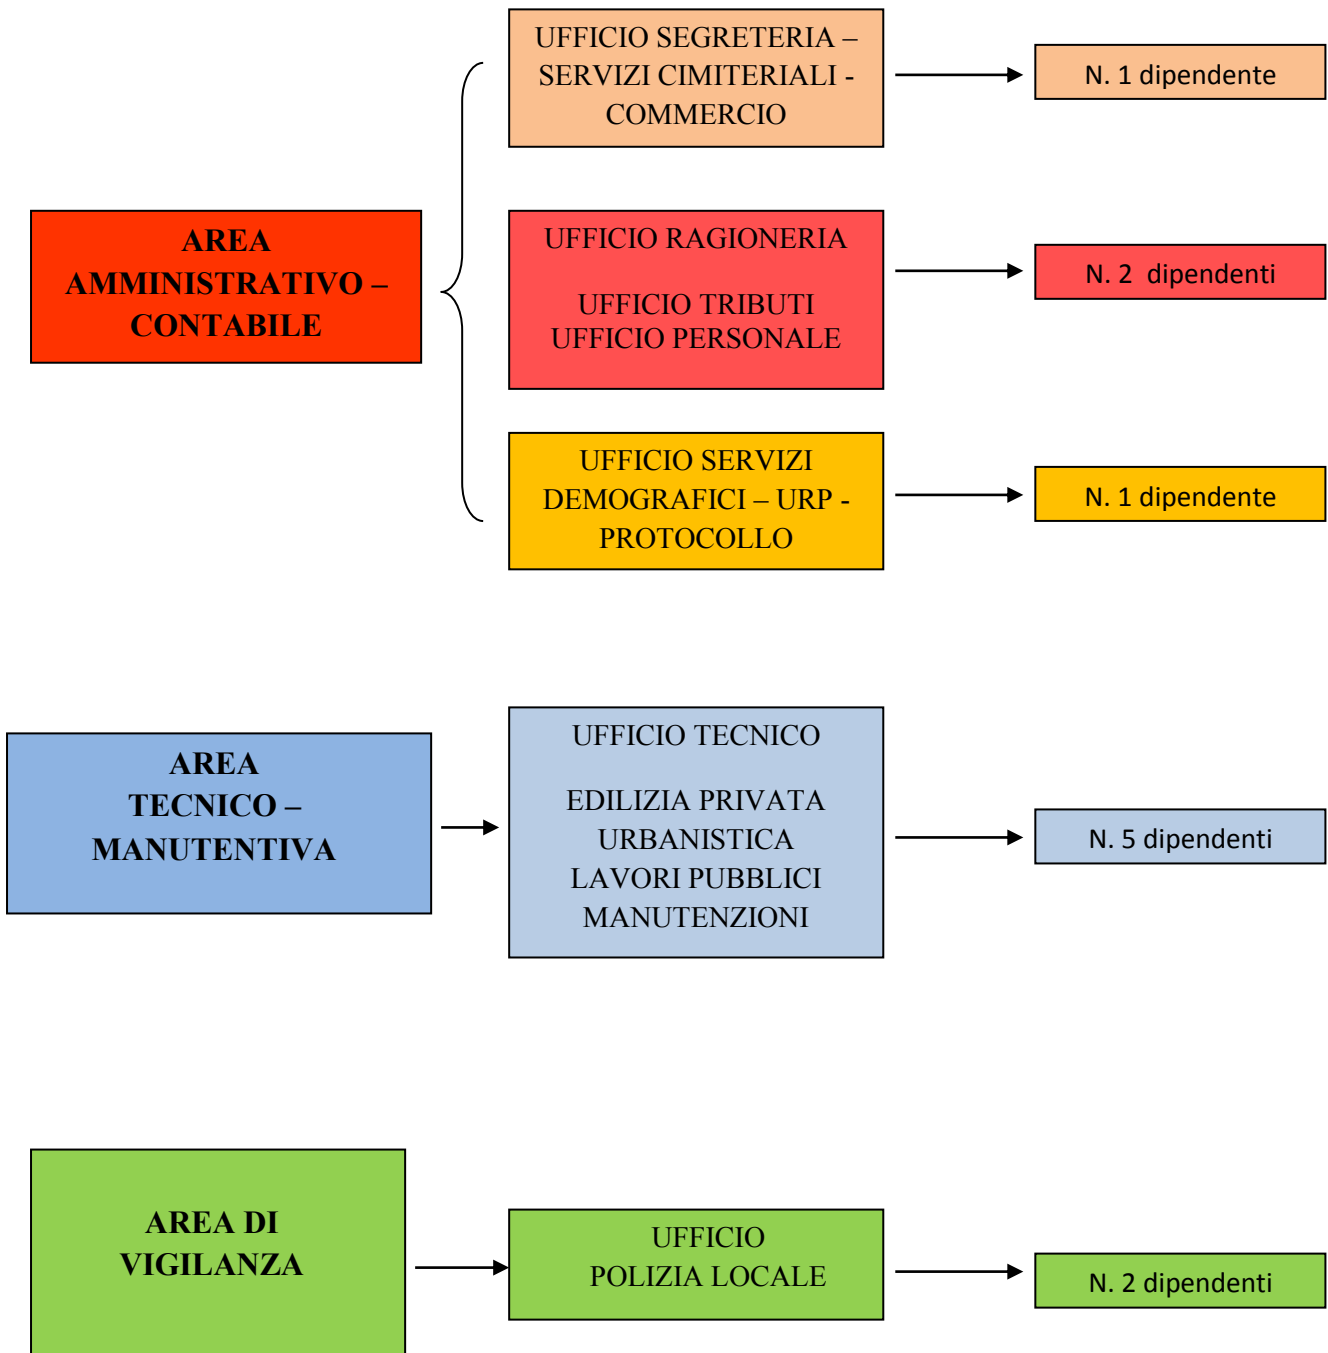 UFFICIO SEGRETERIA –
SERVIZI CIMITERIALI -
COMMERCIO
N. 1 dipendente
AREA
AMMINISTRATIVO –
CONTABILE
UFFICIO RAGIONERIA
UFFICIO TRIBUTI
UFFICIO PERSONALE
N. 2 dipendenti
UFFICIO SERVIZI
DEMOGRAFICI – URP -
PROTOCOLLO
N. 1 dipendente
AREA
TECNICO –
MANUTENTIVA
UFFICIO TECNICO
EDILIZIA PRIVATA
URBANISTICA
LAVORI PUBBLICI
MANUTENZIONI
N. 5 dipendenti
AREA DI
VIGILANZA
UFFICIO
POLIZIA LOCALE
N. 2 dipendenti